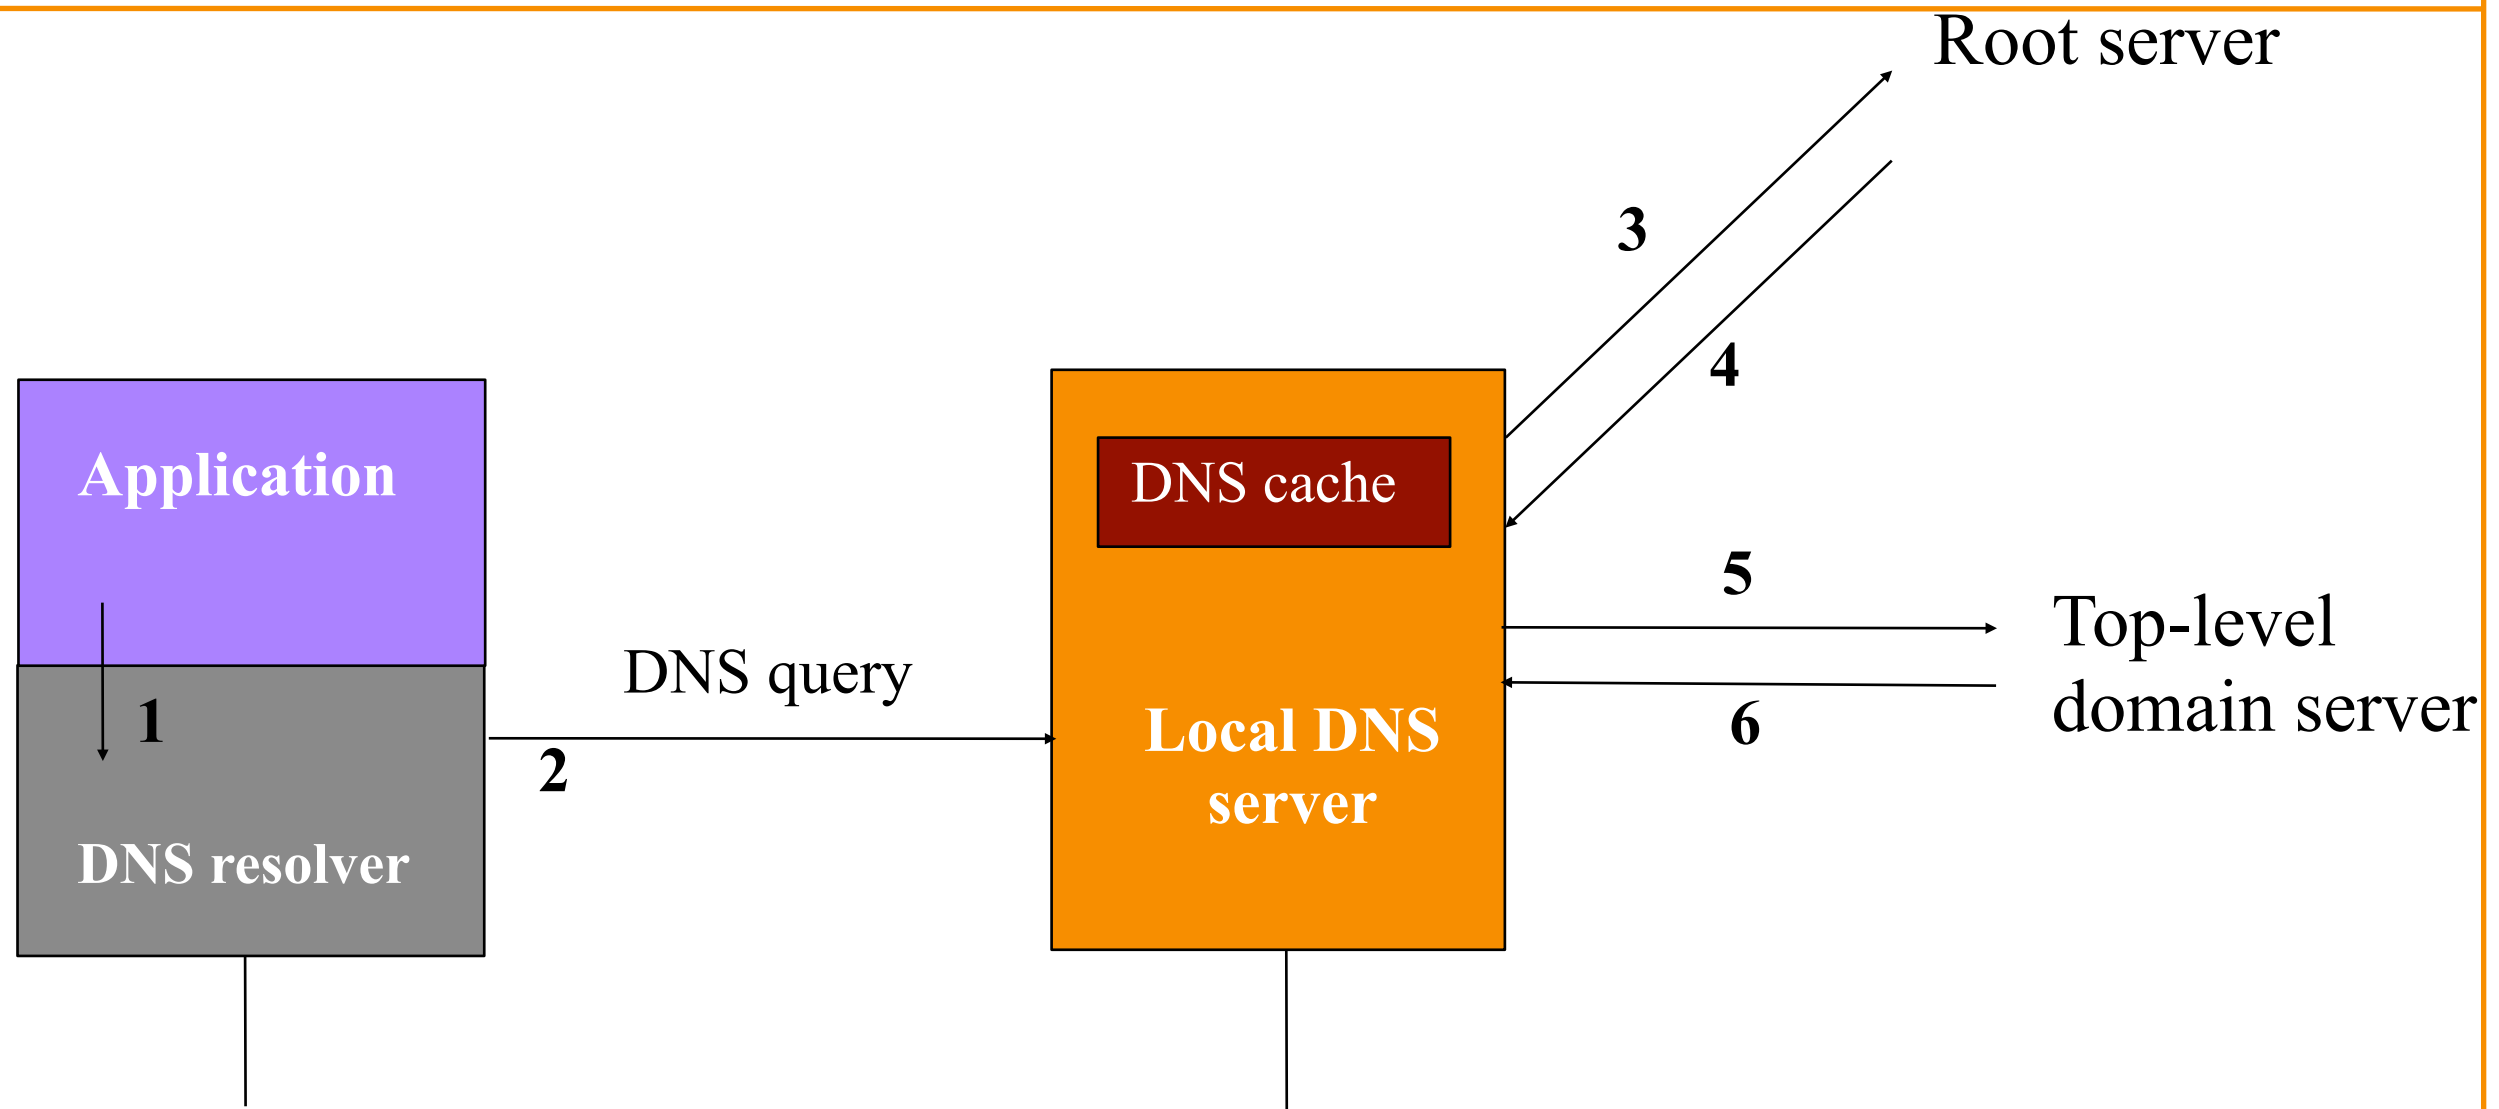 Root server
3
4
Application
DNS cache
5
Top-level
domain server
DNS query
1
2
Local DNS
server
6
DNS resolver